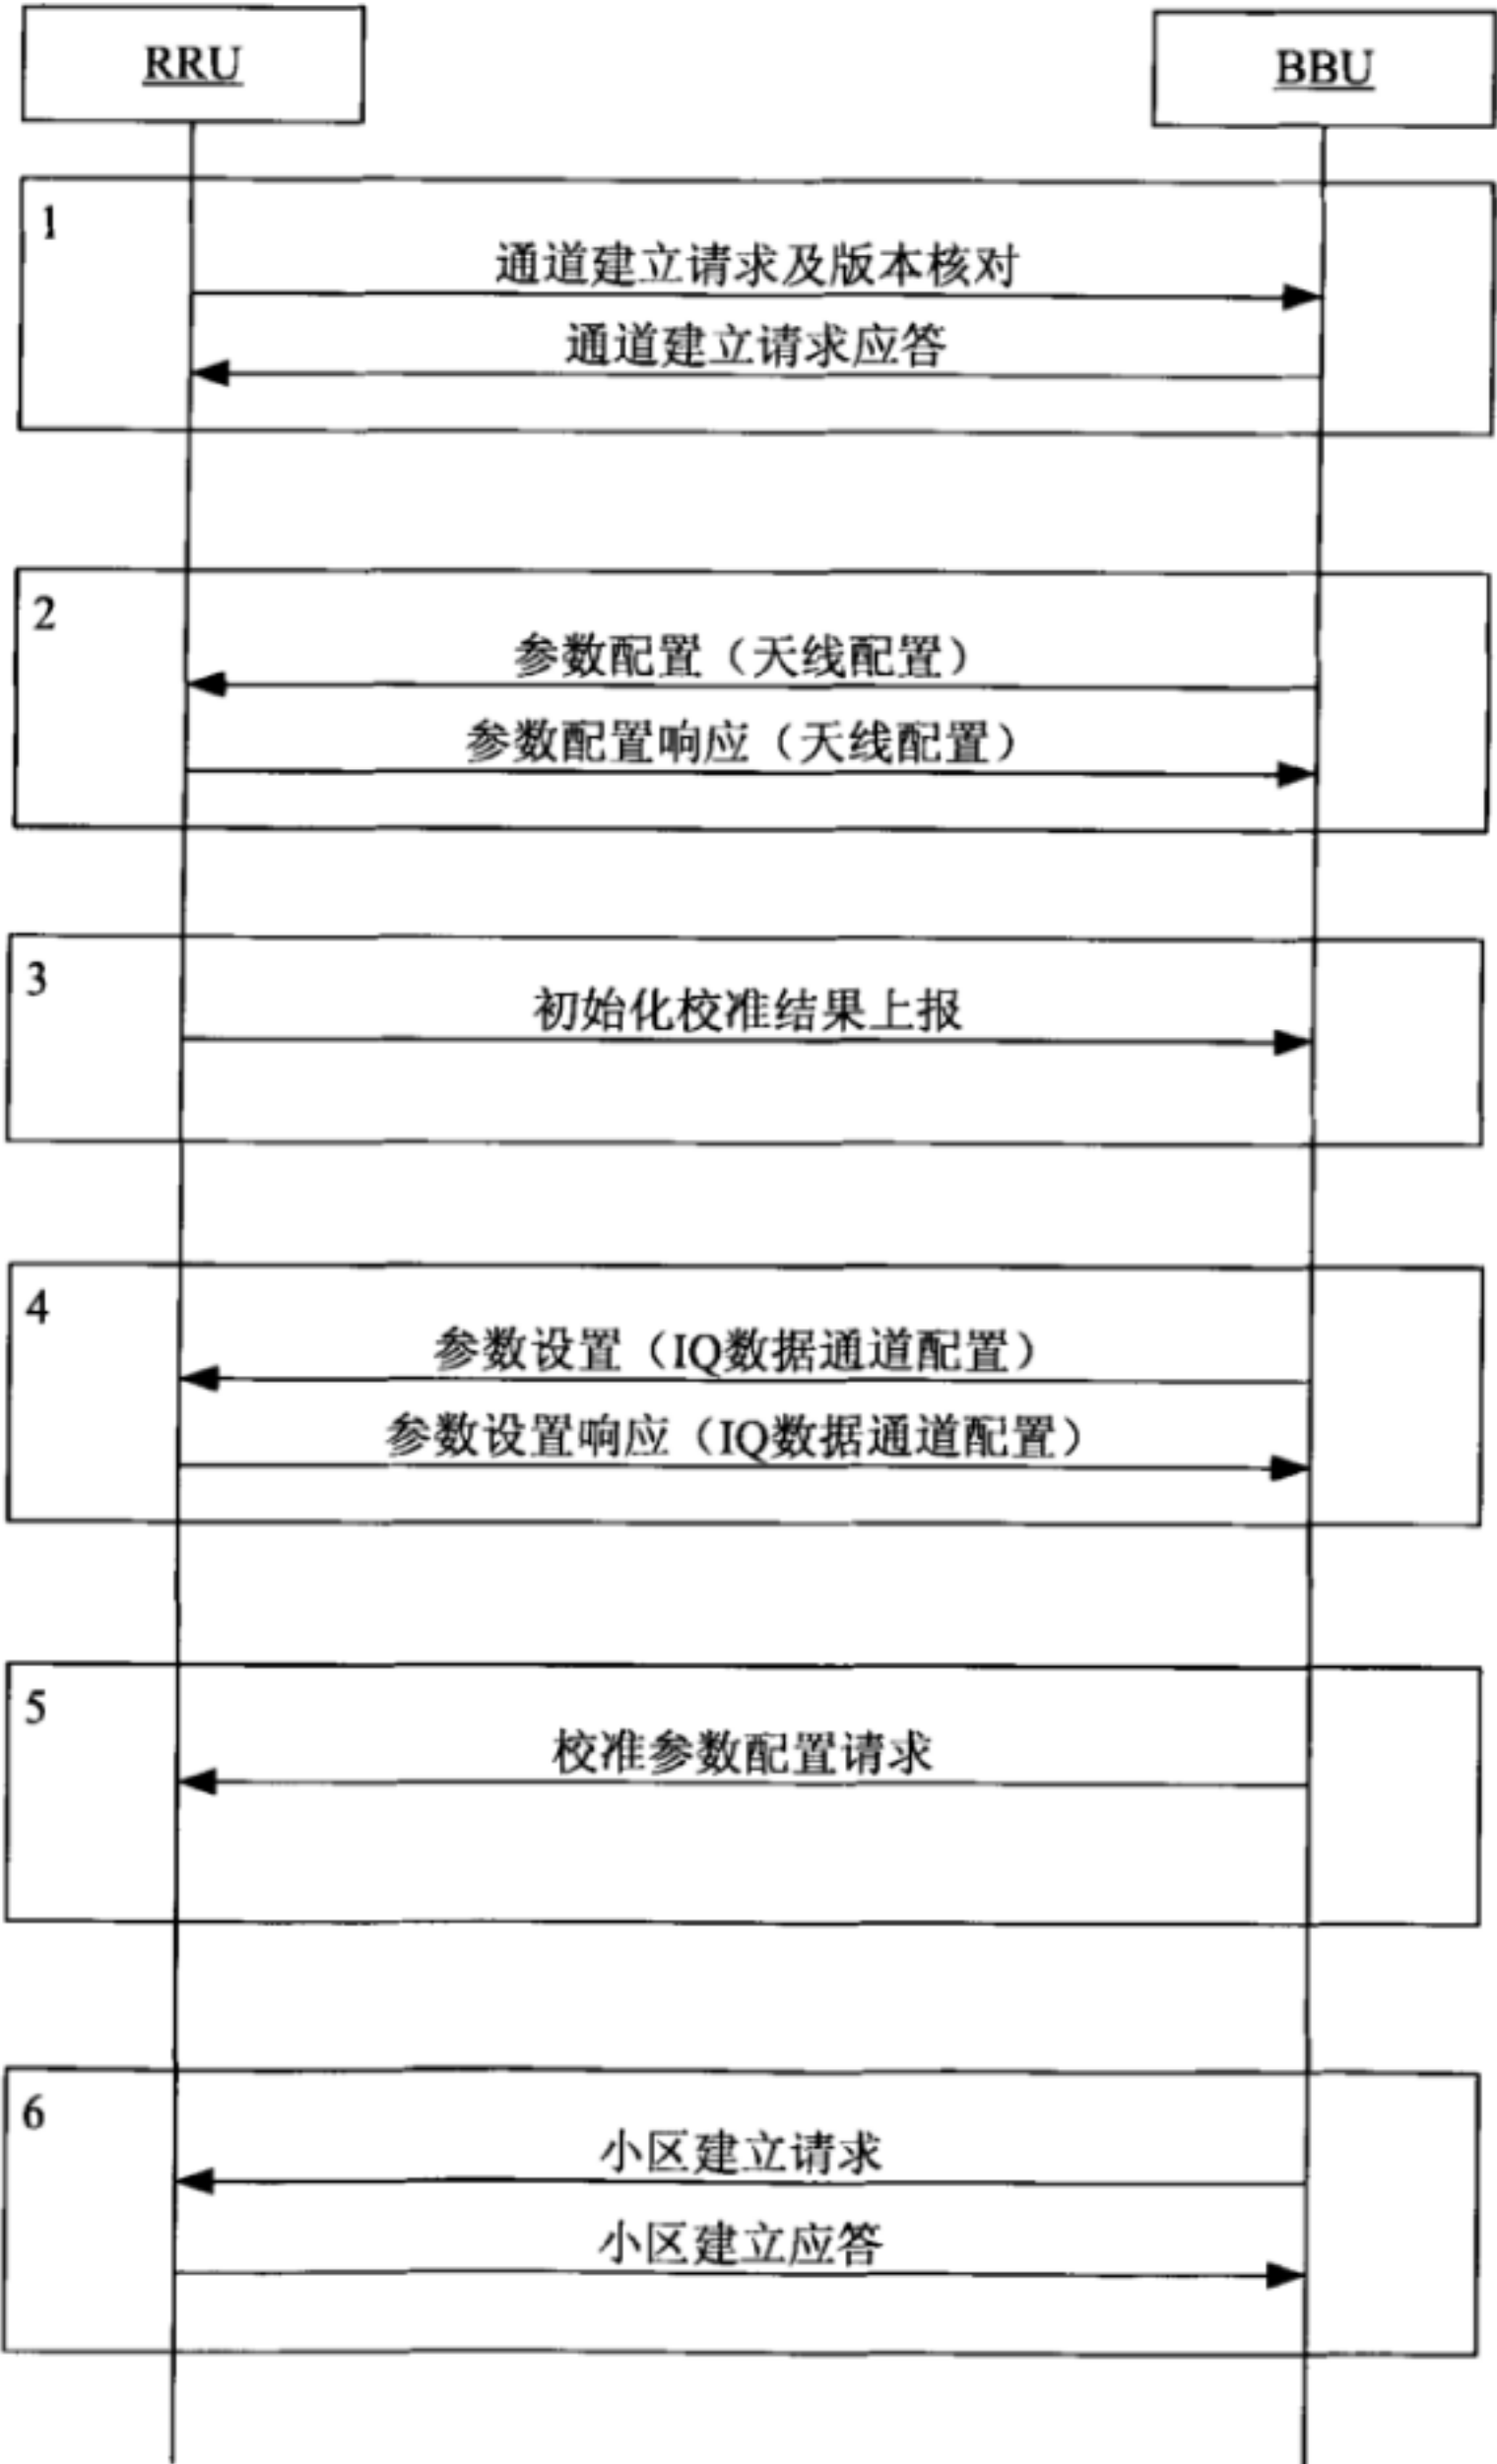 RRU
BBU
1
通道建立请求及版本核对
通道建立请求应答
2
参数配置（天线配置）
参数配置响应（天线配置）
3
初始化校准结果上报
4
参数设置（IQ数据通道配置）
参数设置响应（IQ数据通道配置）
5
校准参数配置请求
6
小区建立请求
小区建立应答